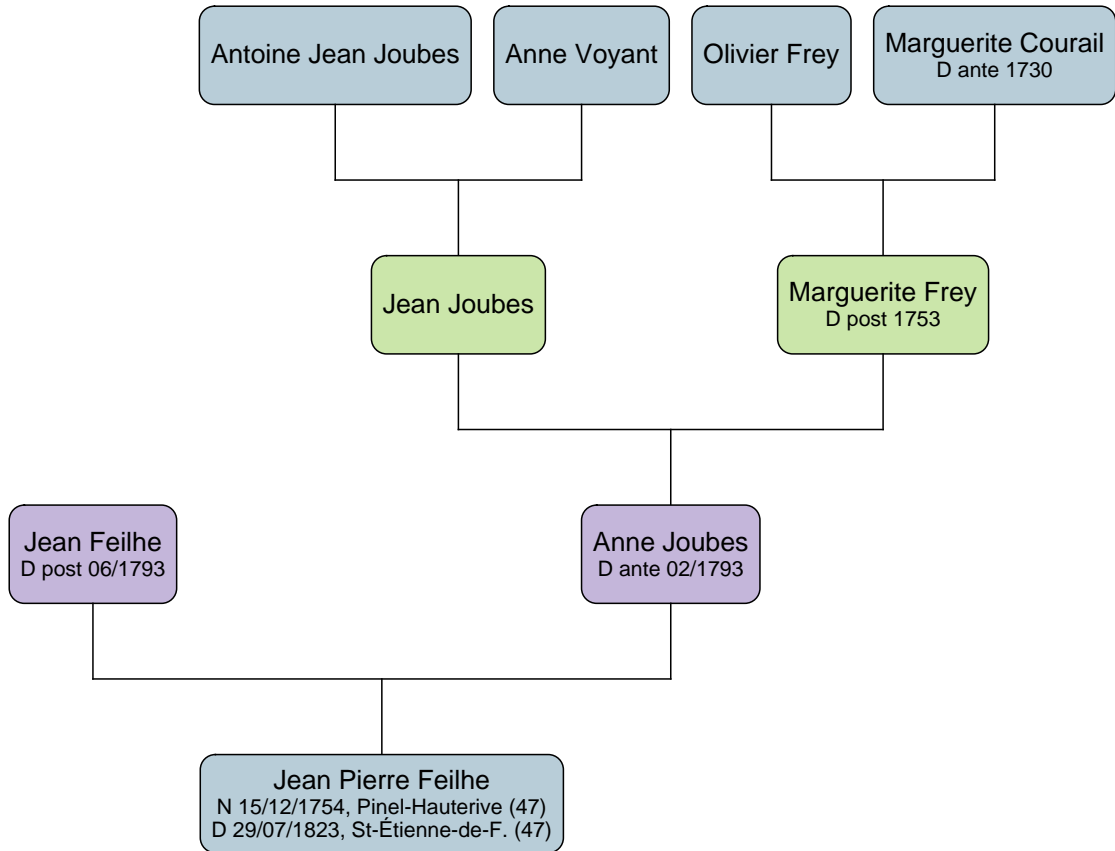 Antoine Jean Joubes
Anne Voyant
Olivier Frey
Marguerite Courail
D ante 1730
Jean Joubes
Marguerite Frey
D post 1753
Jean Feilhe
D post 06/1793
Anne Joubes
D ante 02/1793
Jean Pierre Feilhe
N 15/12/1754, Pinel-Hauterive (47)
D 29/07/1823, St-Étienne-de-F. (47)